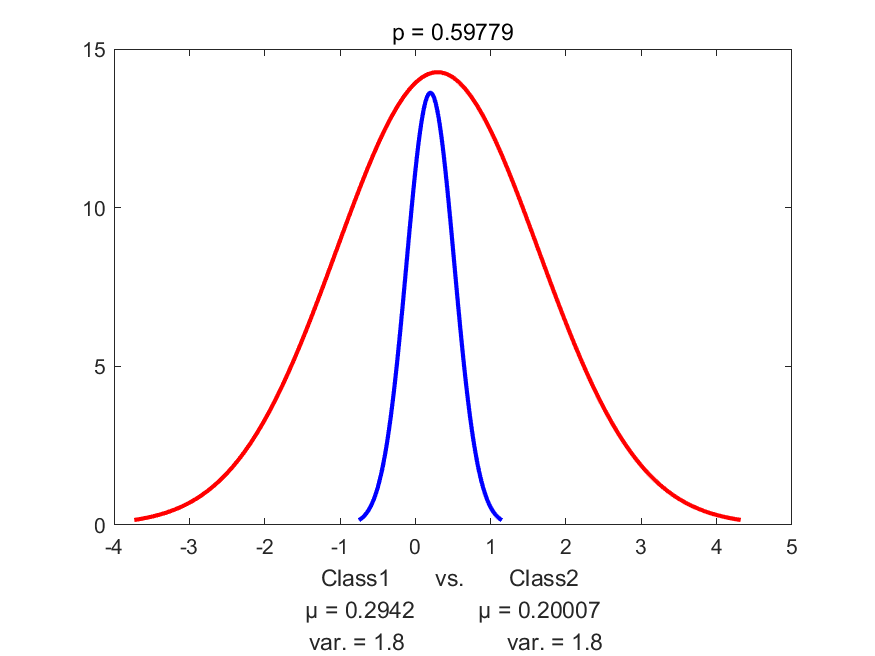 p = 0.59779
15
10
5
0
-4 -3 -2 -1 0 1 2 3 4 5
Class1 vs. Class2
μ = 0.2942 μ = 0.20007
var. = 1.8 var. = 1.8